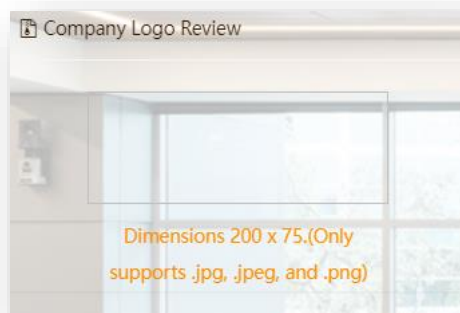 Company Logo Review
Dimensions 200 x 75.(Only
supports .jpg, .jpeg, and .png)